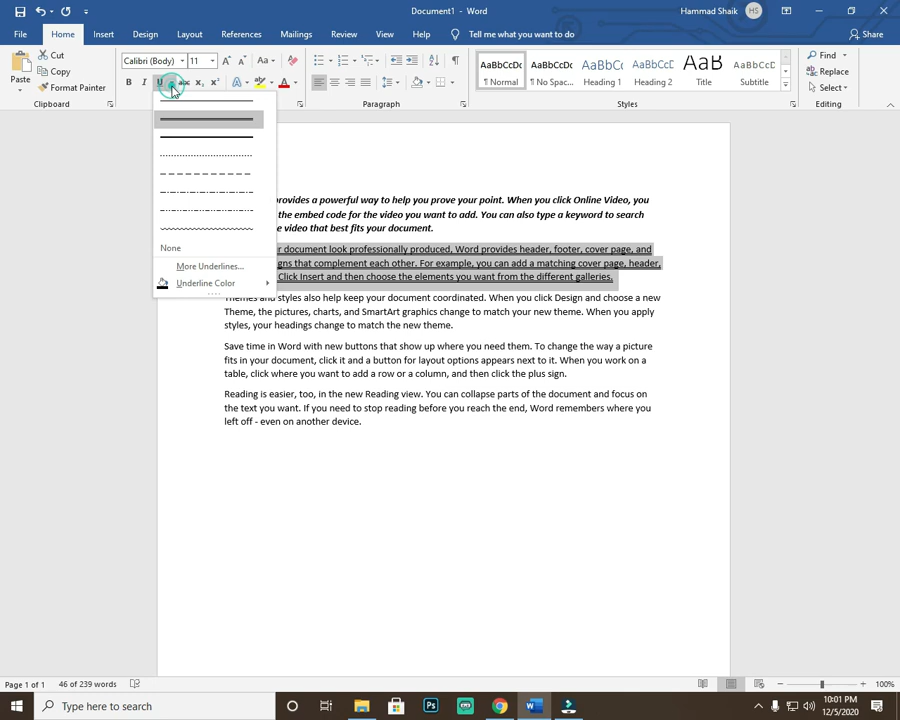 Document1 - Word
Hammad Shaik
HS
File
Home
Insert
Design
Layout
References
Mailings
Review
View
Help
Tell me what you want to do
Share
Paste
Cut
Copy
Format Painter
Clipboard
Calibri (Body)
11
Paragraph
AaBbCcDc
¶ Normal
AaBbCcDc
¶ No Spac...
AaBbCc
Heading 1
AaBbCcC
Heading 2
AaB
Title
AaBbCcD
Subtitle
Styles
Find
Replace
Select
Editing
None
More Underlines...
Underline Color
provides a powerful way to help you prove your point. When you click Online Video, you
the embed code for the video you want to add. You can also type a keyword to search
video that best fits your document.
document look professionally produced, Word provides header, footer, cover page, and
that complement each other. For example, you can add a matching cover page, header,
Click Insert and then choose the elements you want from the different galleries.
Themes and styles also help keep your document coordinated. When you click Design and choose a new
Theme, the pictures, charts, and SmartArt graphics change to match your new theme. When you apply
styles, your headings change to match the new theme.
Save time in Word with new buttons that show up where you need them. To change the way a picture
fits in your document, click it and a button for layout options appears next to it. When you work on a
table, click where you want to add a row or a column, and then click the plus sign.
Reading is easier, too, in the new Reading view. You can collapse parts of the document and focus on
the text you want. If you need to stop reading before you reach the end, Word remembers where you
left off - even on another device.
Page 1 of 1
46 of 239 words
100%
Type here to search
10:01 PM
12/5/2020